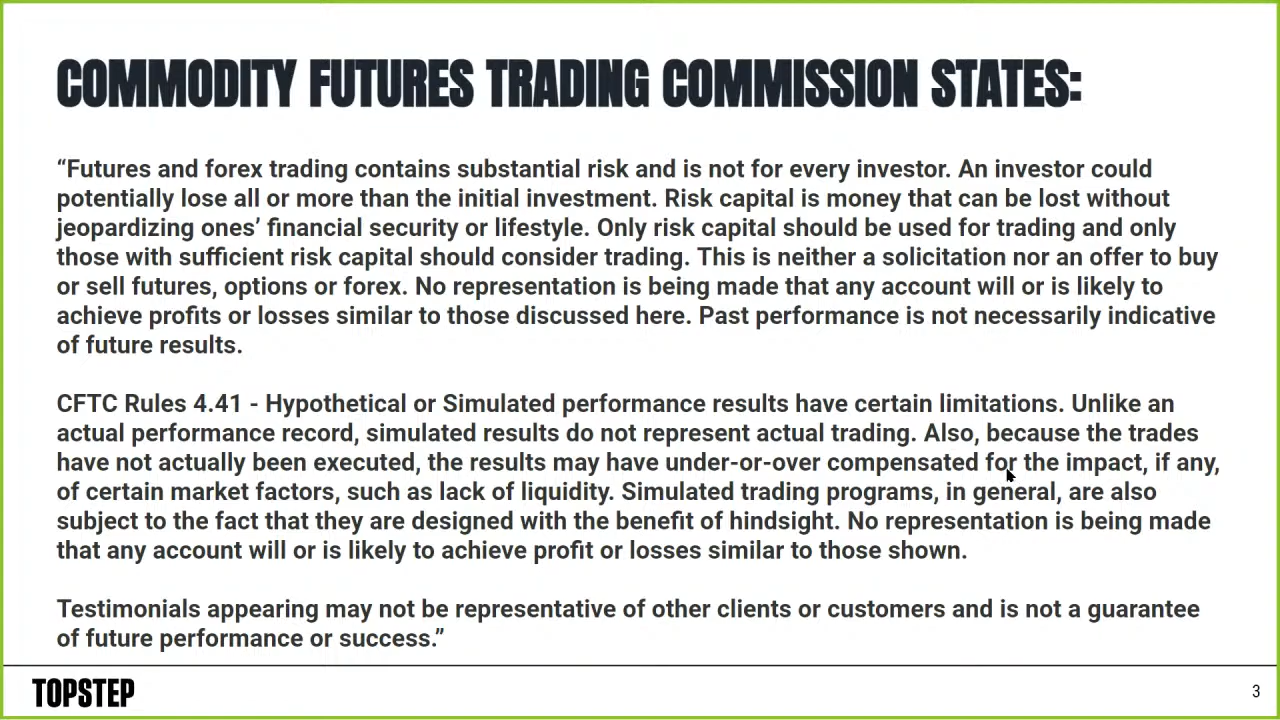 COMMODITY FUTURES TRADING COMMISSION STATES:
“Futures and forex trading contains substantial risk and is not for every investor. An investor could
potentially lose all or more than the initial investment. Risk capital is money that can be lost without
jeopardizing ones’ financial security or lifestyle. Only risk capital should be used for trading and only
those with sufficient risk capital should consider trading. This is neither a solicitation nor an offer to buy
or sell futures, options or forex. No representation is being made that any account will or is likely to
achieve profits or losses similar to those discussed here. Past performance is not necessarily indicative
of future results.
CFTC Rules 4.41 - Hypothetical or Simulated performance results have certain limitations. Unlike an
actual performance record, simulated results do not represent actual trading. Also, because the trades
have not actually been executed, the results may have under-or-over compensated for the impact, if any,
of certain market factors, such as lack of liquidity. Simulated trading programs, in general, are also
subject to the fact that they are designed with the benefit of hindsight. No representation is being made
that any account will or is likely to achieve profit or losses similar to those shown.
Testimonials appearing may not be representative of other clients or customers and is not a guarantee
of future performance or success.”
TOPSTEP
3